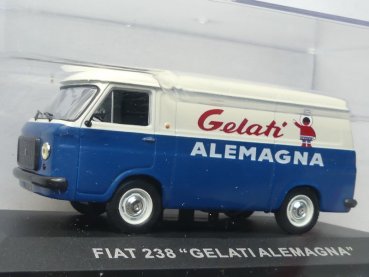 Gelati
ALEMAGNA
FIAT 238 "GELATI ALEMAGNA"